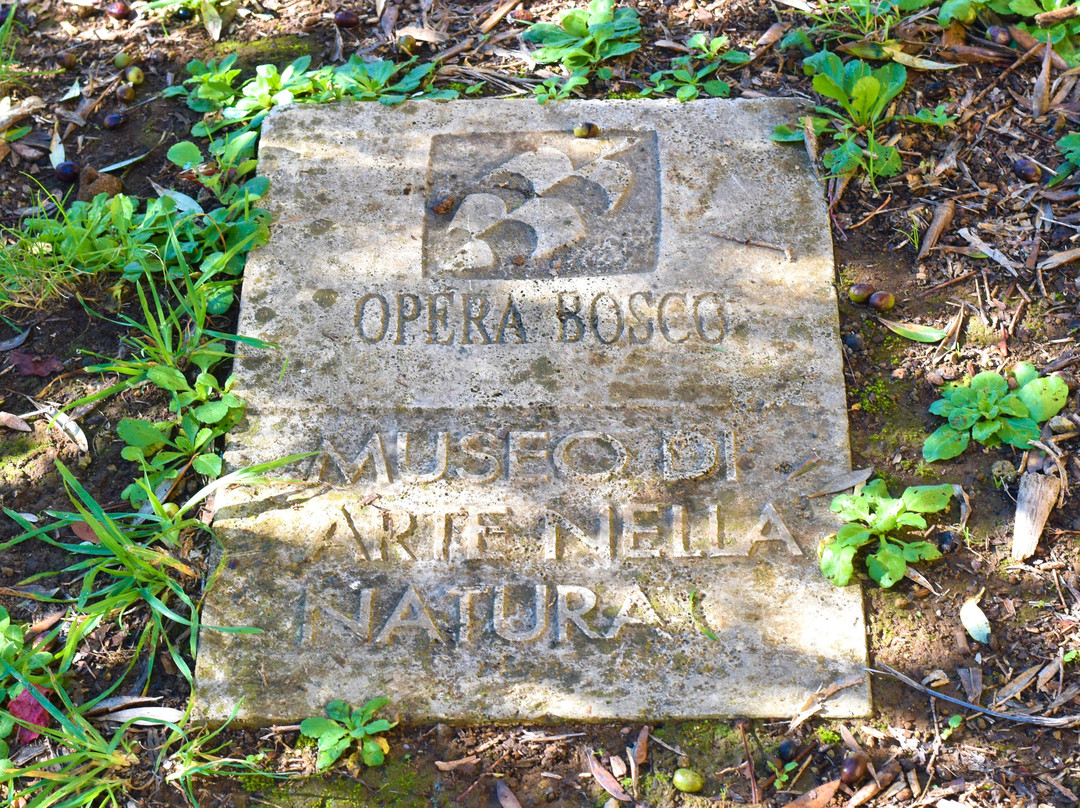 OPERA BOSCO
MUSEO DI
ARTE NELLA
NATURA